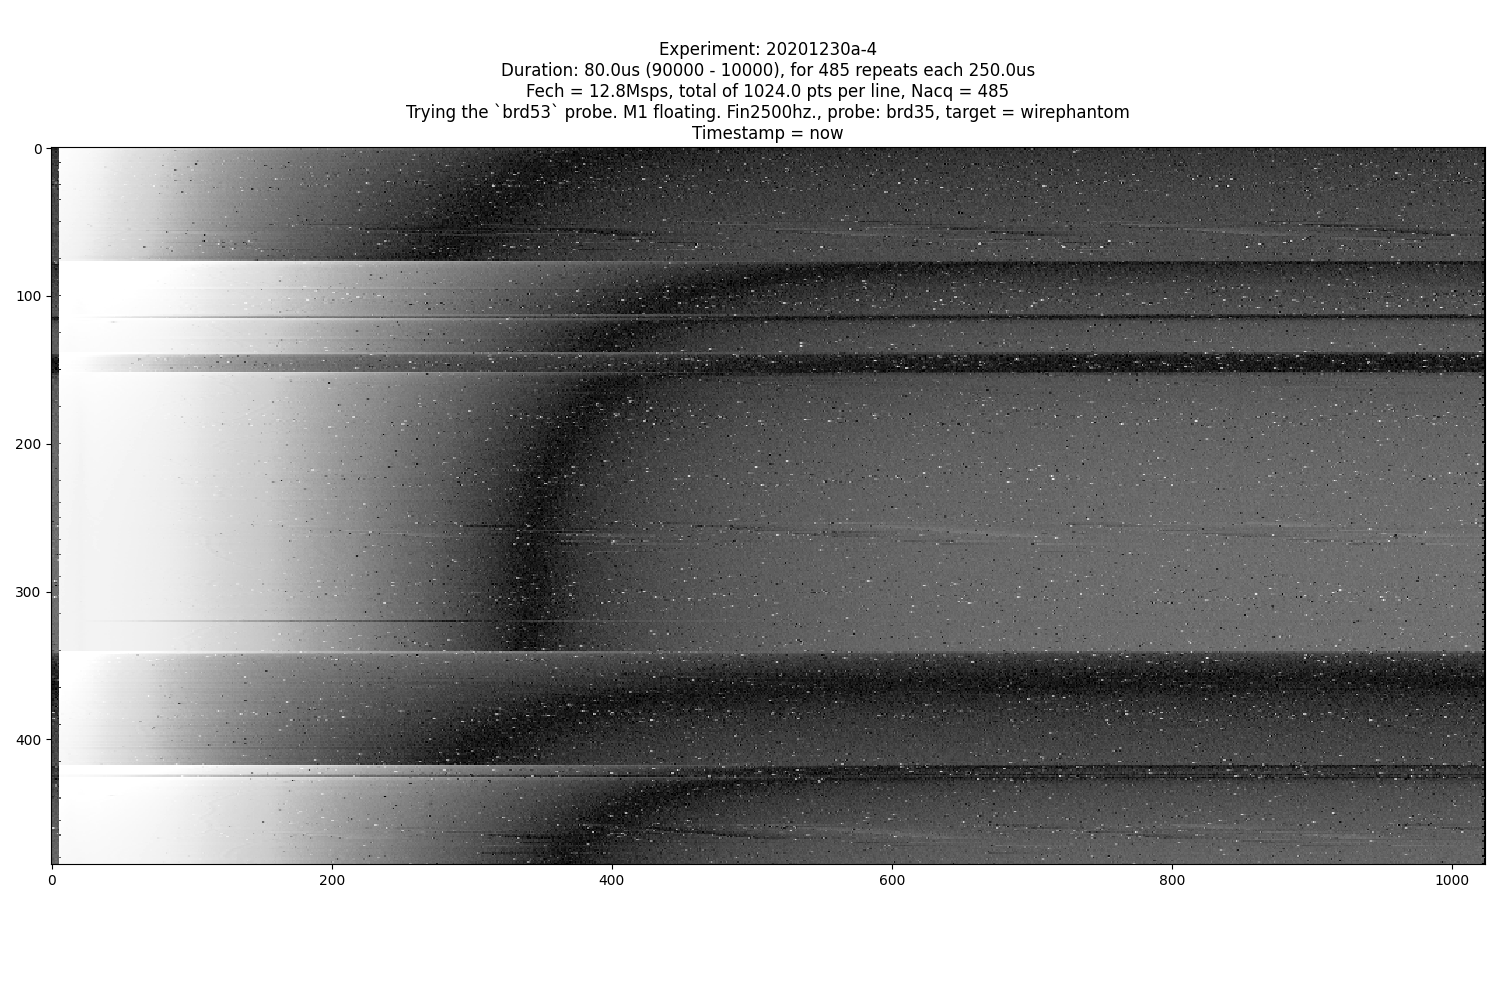 Experiment: 20201230a-4
Duration: 80.0us (90000 - 10000), for 485 repeats each 250.0us
Fech = 12.8Msps, total of 1024.0 pts per line, Nacq = 485
Trying the `brd53` probe. M1 floating. Fin2500hz., probe: brd35, target = wirephantom
Timestamp = now
0
100
200
300
400
0 200 400 600 800 1000